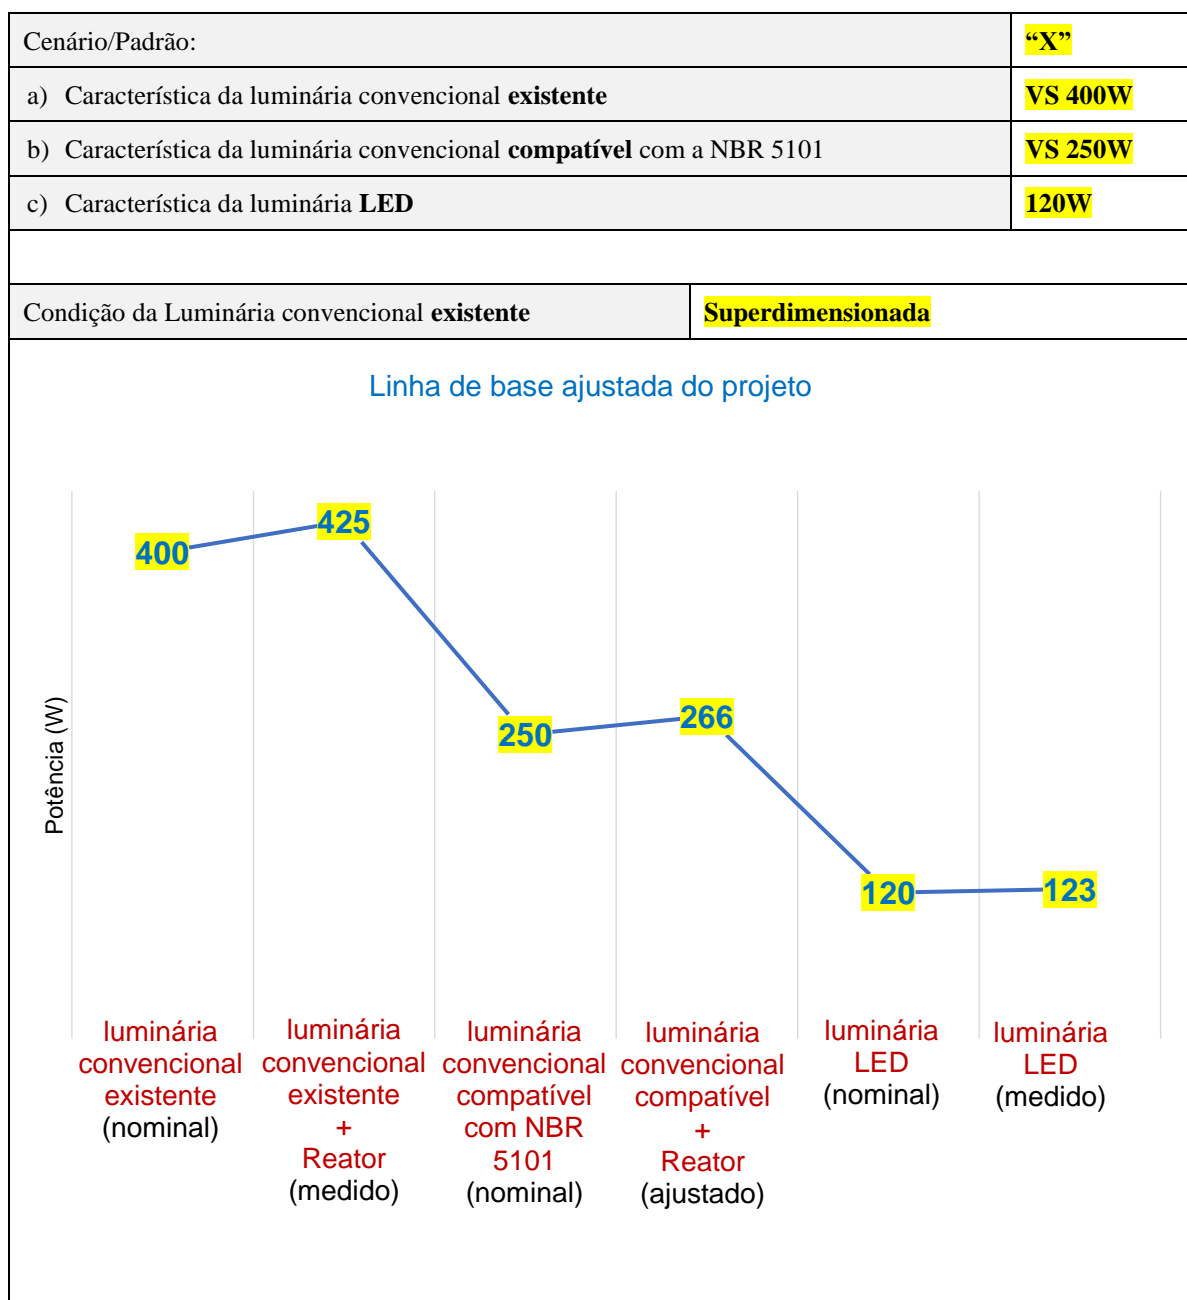 Cenário/Padrão: “X”
a) Característica da luminária convencional existente VS 400W
b) Característica da luminária convencional compatível com a NBR 5101 VS 250W
c) Característica da luminária LED 120W
Condição da Luminária convencional existente Superdimensionada
Linha de base ajustada do projeto
Potência (W)
400
425
250
266
120
123
luminária
convencional
existente
(nominal)
luminária
convencional
existente
+
Reator
(medido)
luminária
convencional
compatível
com NBR
5101
(nominal)
luminária
convencional
compatível
+
Reator
(ajustado)
luminária
LED
(nominal)
luminária
LED
(medido)